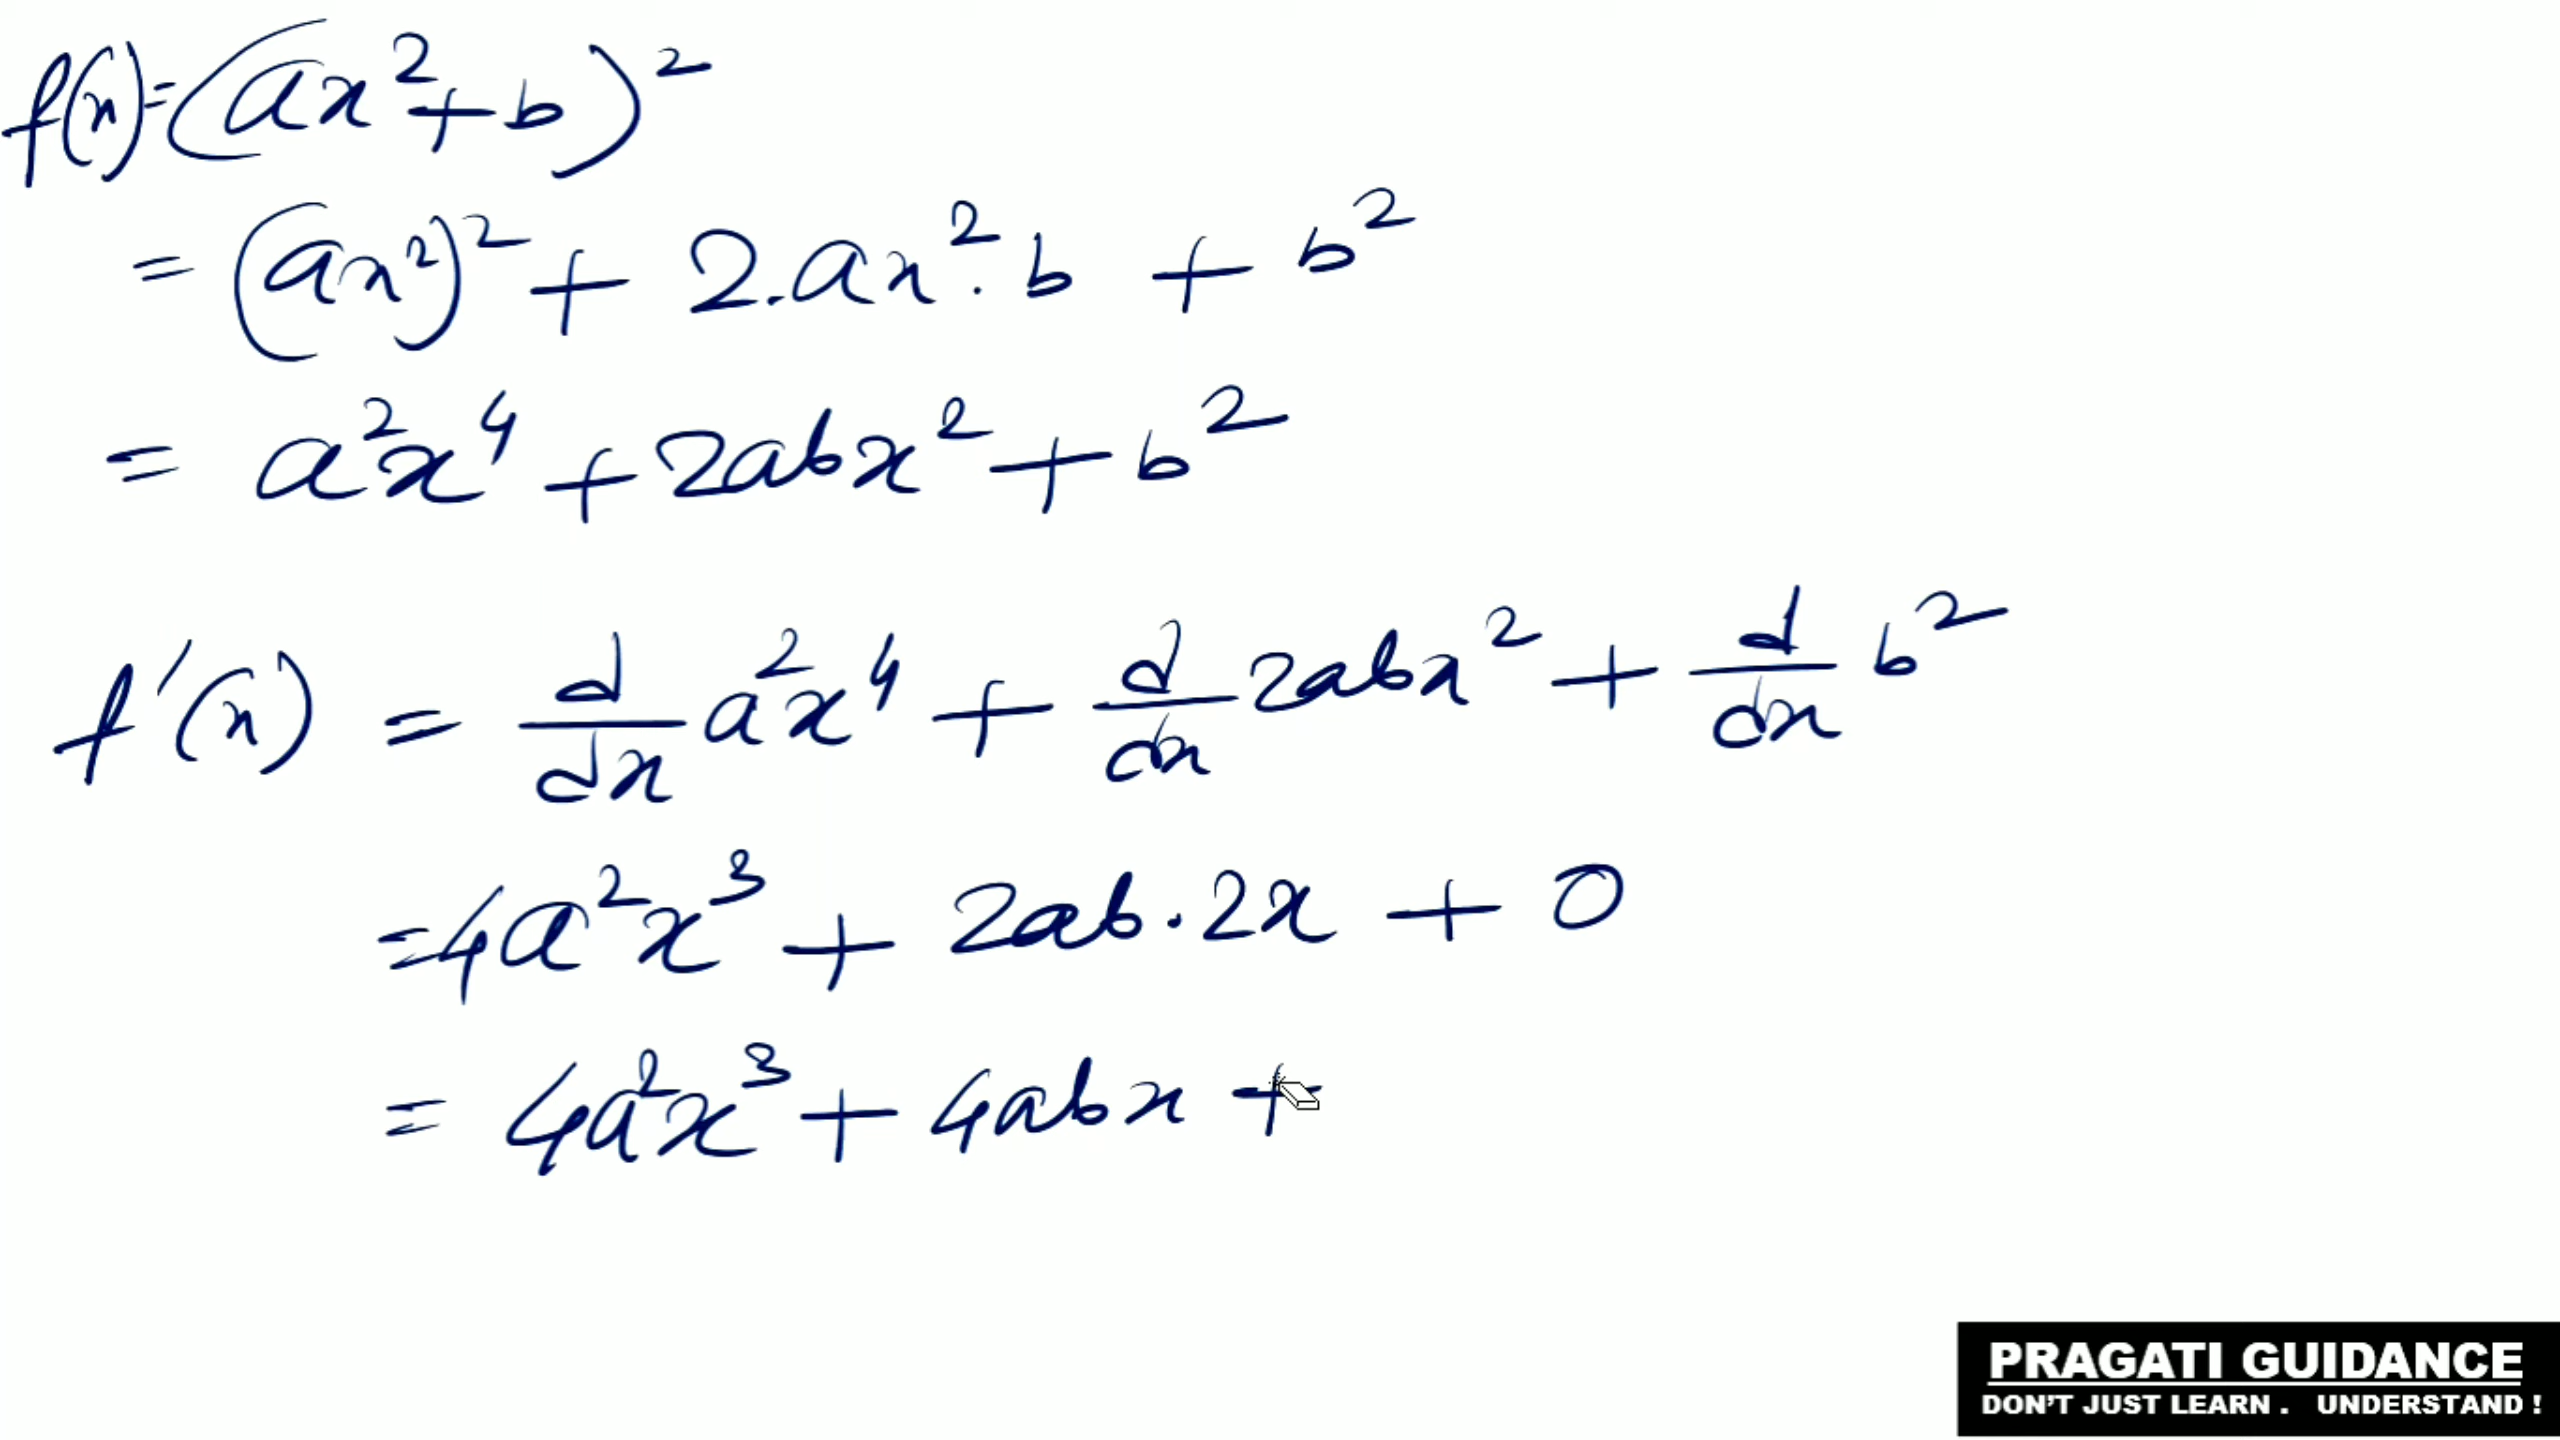 f(x)=(ax²+b)²
= (ax²)² + 2.ax².b + b²
= a²x⁴ + 2abx² + b²
f'(x) = d/dx a²x⁴ + d/dx 2abx² + d/dx b²
=4a²x³ + 2ab.2x + 0
= 4a²x³ + 4abx +
PRAGATI GUIDANCE
DON'T JUST LEARN . UNDERSTAND !